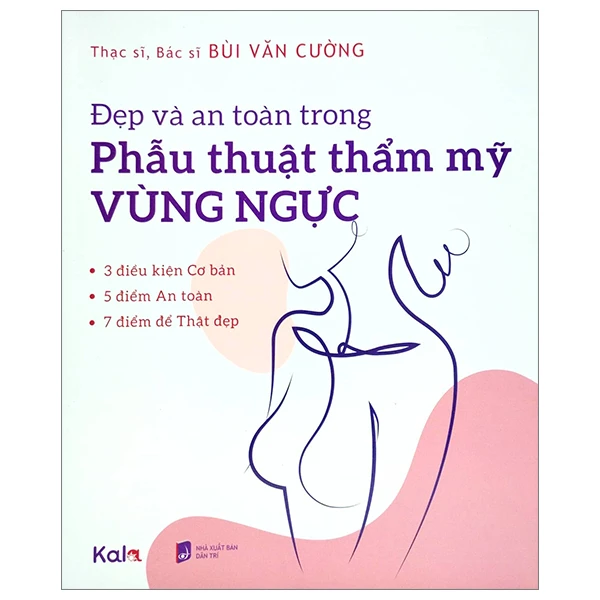 Thạc sĩ, Bác sĩ BÙI VĂN CƯỜNG
Đẹp và an toàn trong
Phẫu thuật thẩm mỹ
VÙNG NGỰC
• 3 điều kiện Cơ bản
• 5 điểm An toàn
• 7 điểm để Thật đẹp
Kala
NHÀ XUẤT BẢN
DÂN TRÍ